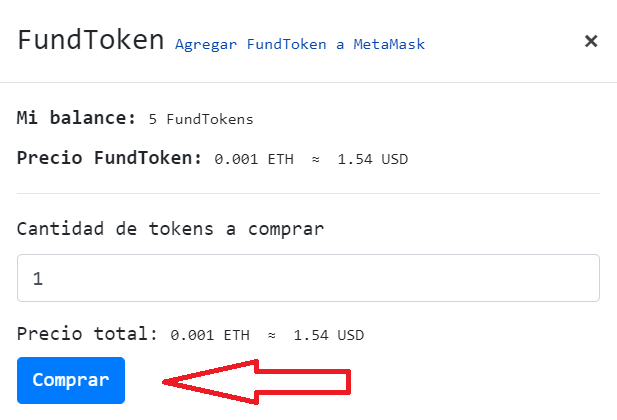 FundToken Agregar FundToken a MetaMask ×
Mi balance: 5 FundTokens
Precio FundToken: 0.001 ETH ≈ 1.54 USD
Cantidad de tokens a comprar
1
Precio total: 0.001 ETH ≈ 1.54 USD
Comprar